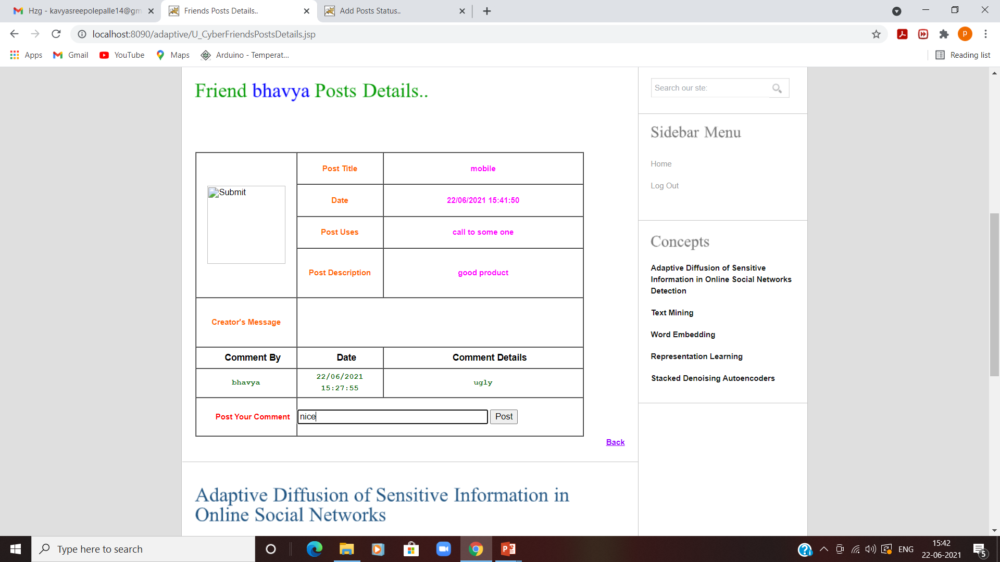 Hzg - kavyasreepolepalle14@gm
Friends Posts Details..
Add Posts Status..
localhost:8090/adaptive/U_CyberFriendsPostsDetails.jsp
P
Apps
Gmail
YouTube
Maps
Arduino - Temperat...
Reading list
Friend bhavya Posts Details..
Submit
Post Title
mobile
Date
22/06/2021 15:41:50
Post Uses
call to some one
Post Description
good product
Creator's Message
Comment By
Date
Comment Details
bhavya
22/06/2021
15:27:55
ugly
Post Your Comment
nice
Post
Back
Adaptive Diffusion of Sensitive Information in
Online Social Networks
Search our ste:
Sidebar Menu
Home
Log Out
Concepts
Adaptive Diffusion of Sensitive
Information in Online Social Networks
Detection
Text Mining
Word Embedding
Representation Learning
Stacked Denoising Autoencoders
Type here to search
ENG
15:42
22-06-2021
5